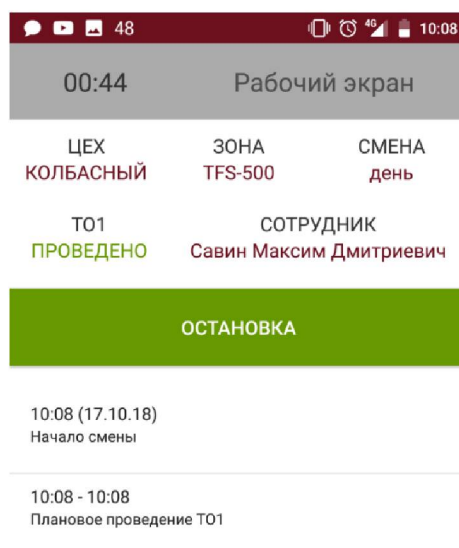 48 4G 10:08
00:44 Рабочий экран
ЦЕХ ЗОНА СМЕНА
КОЛБАСНЫЙ TFS-500 день
ТО1 СОТРУДНИК
ПРОВЕДЕНО Савин Максим Дмитриевич
ОСТАНОВКА
10:08 (17.10.18)
Начало смены
10:08 - 10:08
Плановое проведение ТО1